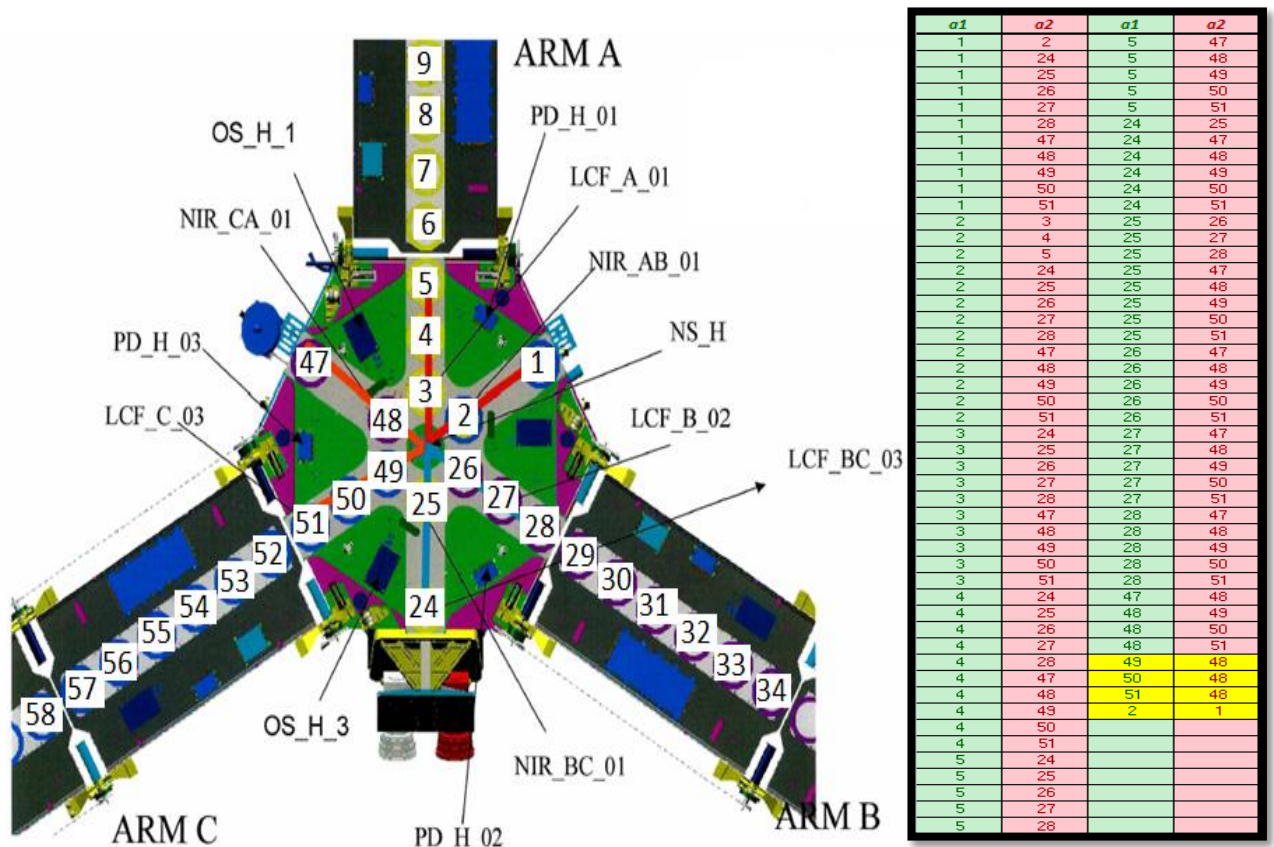 ARM A
9
8
7
6
5
4
3
OS_H_1
PD_H_01
LCF_A_01
NIR_CA_01
NIR_AB_01
PD_H_03
NS_H
47
1
48
2
LCF_C_03
LCF_B_02
LCF_BC_03
49
26
50
25
27
51
28
52
29
53
30
54
24
31
55
32
56
33
57
34
58
OS_H_3
NIR_BC_01
ARM C
PD_H_02
ARM B
a1 a2 a1 a2
1 2 5 47
1 24 5 48
1 25 5 49
1 26 5 50
1 27 5 51
1 28 24 25
1 47 24 47
1 48 24 48
1 49 24 49
1 50 24 50
1 51 24 51
2 3 25 26
2 4 25 27
2 5 25 28
2 24 25 47
2 25 25 48
2 26 25 49
2 27 25 50
2 28 25 51
2 47 26 47
2 48 26 48
2 49 26 49
2 50 26 50
2 51 26 51
3 24 27 47
3 25 27 48
3 26 27 49
3 27 27 50
3 28 27 51
3 47 28 47
3 48 28 48
3 49 28 49
3 50 28 50
3 51 28 51
4 24 47 48
4 25 48 49
4 26 48 50
4 27 48 51
4 28 49 48
4 47 50 48
4 48 51 48
4 49 2 1
4 50
4 51
5 24
5 25
5 26
5 27
5 28